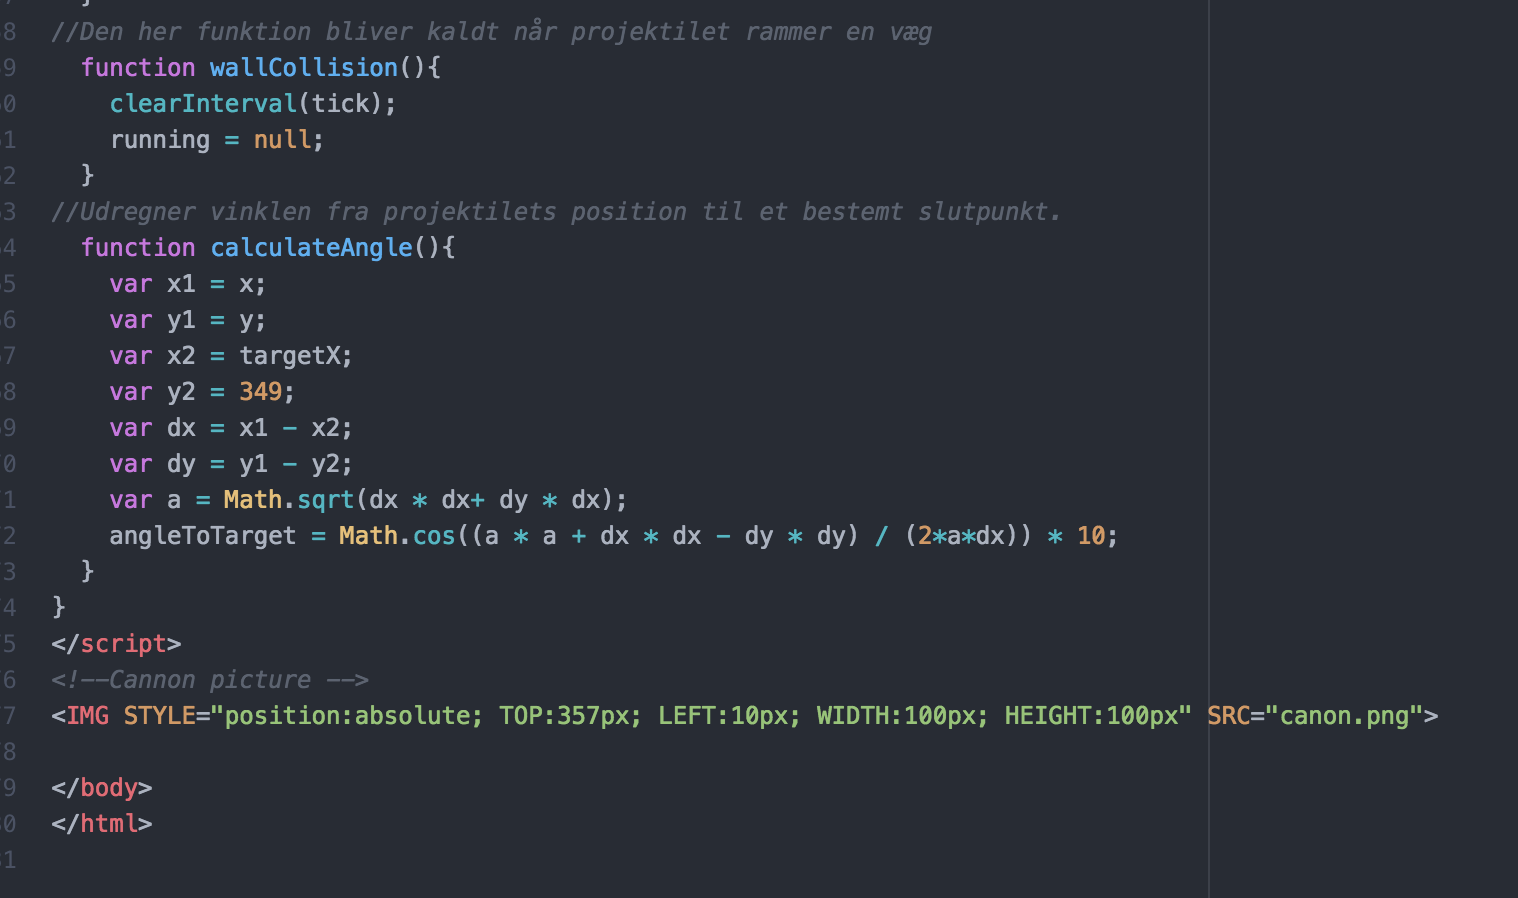 }
8 //Den her funktion bliver kaldt når projektilet rammer en væg
9 function wallCollision(){
0 clearInterval(tick);
1 running = null;
2 }
3 //Udregner vinklen fra projektilets position til et bestemt slutpunkt.
4 function calculateAngle(){
5 var x1 = x;
6 var y1 = y;
7 var x2 = targetX;
8 var y2 = 349;
9 var dx = x1 - x2;
0 var dy = y1 - y2;
1 var a = Math.sqrt(dx * dx+ dy * dx);
2 angleToTarget = Math.cos((a * a + dx * dx - dy * dy) / (2*a*dx)) * 10;
3 }
4 }
5 </script>
6 <!--Cannon picture -->
7 <IMG STYLE="position:absolute; TOP:357px; LEFT:10px; WIDTH:100px; HEIGHT:100px" SRC="canon.png">
8
9 </body>
0 </html>
1